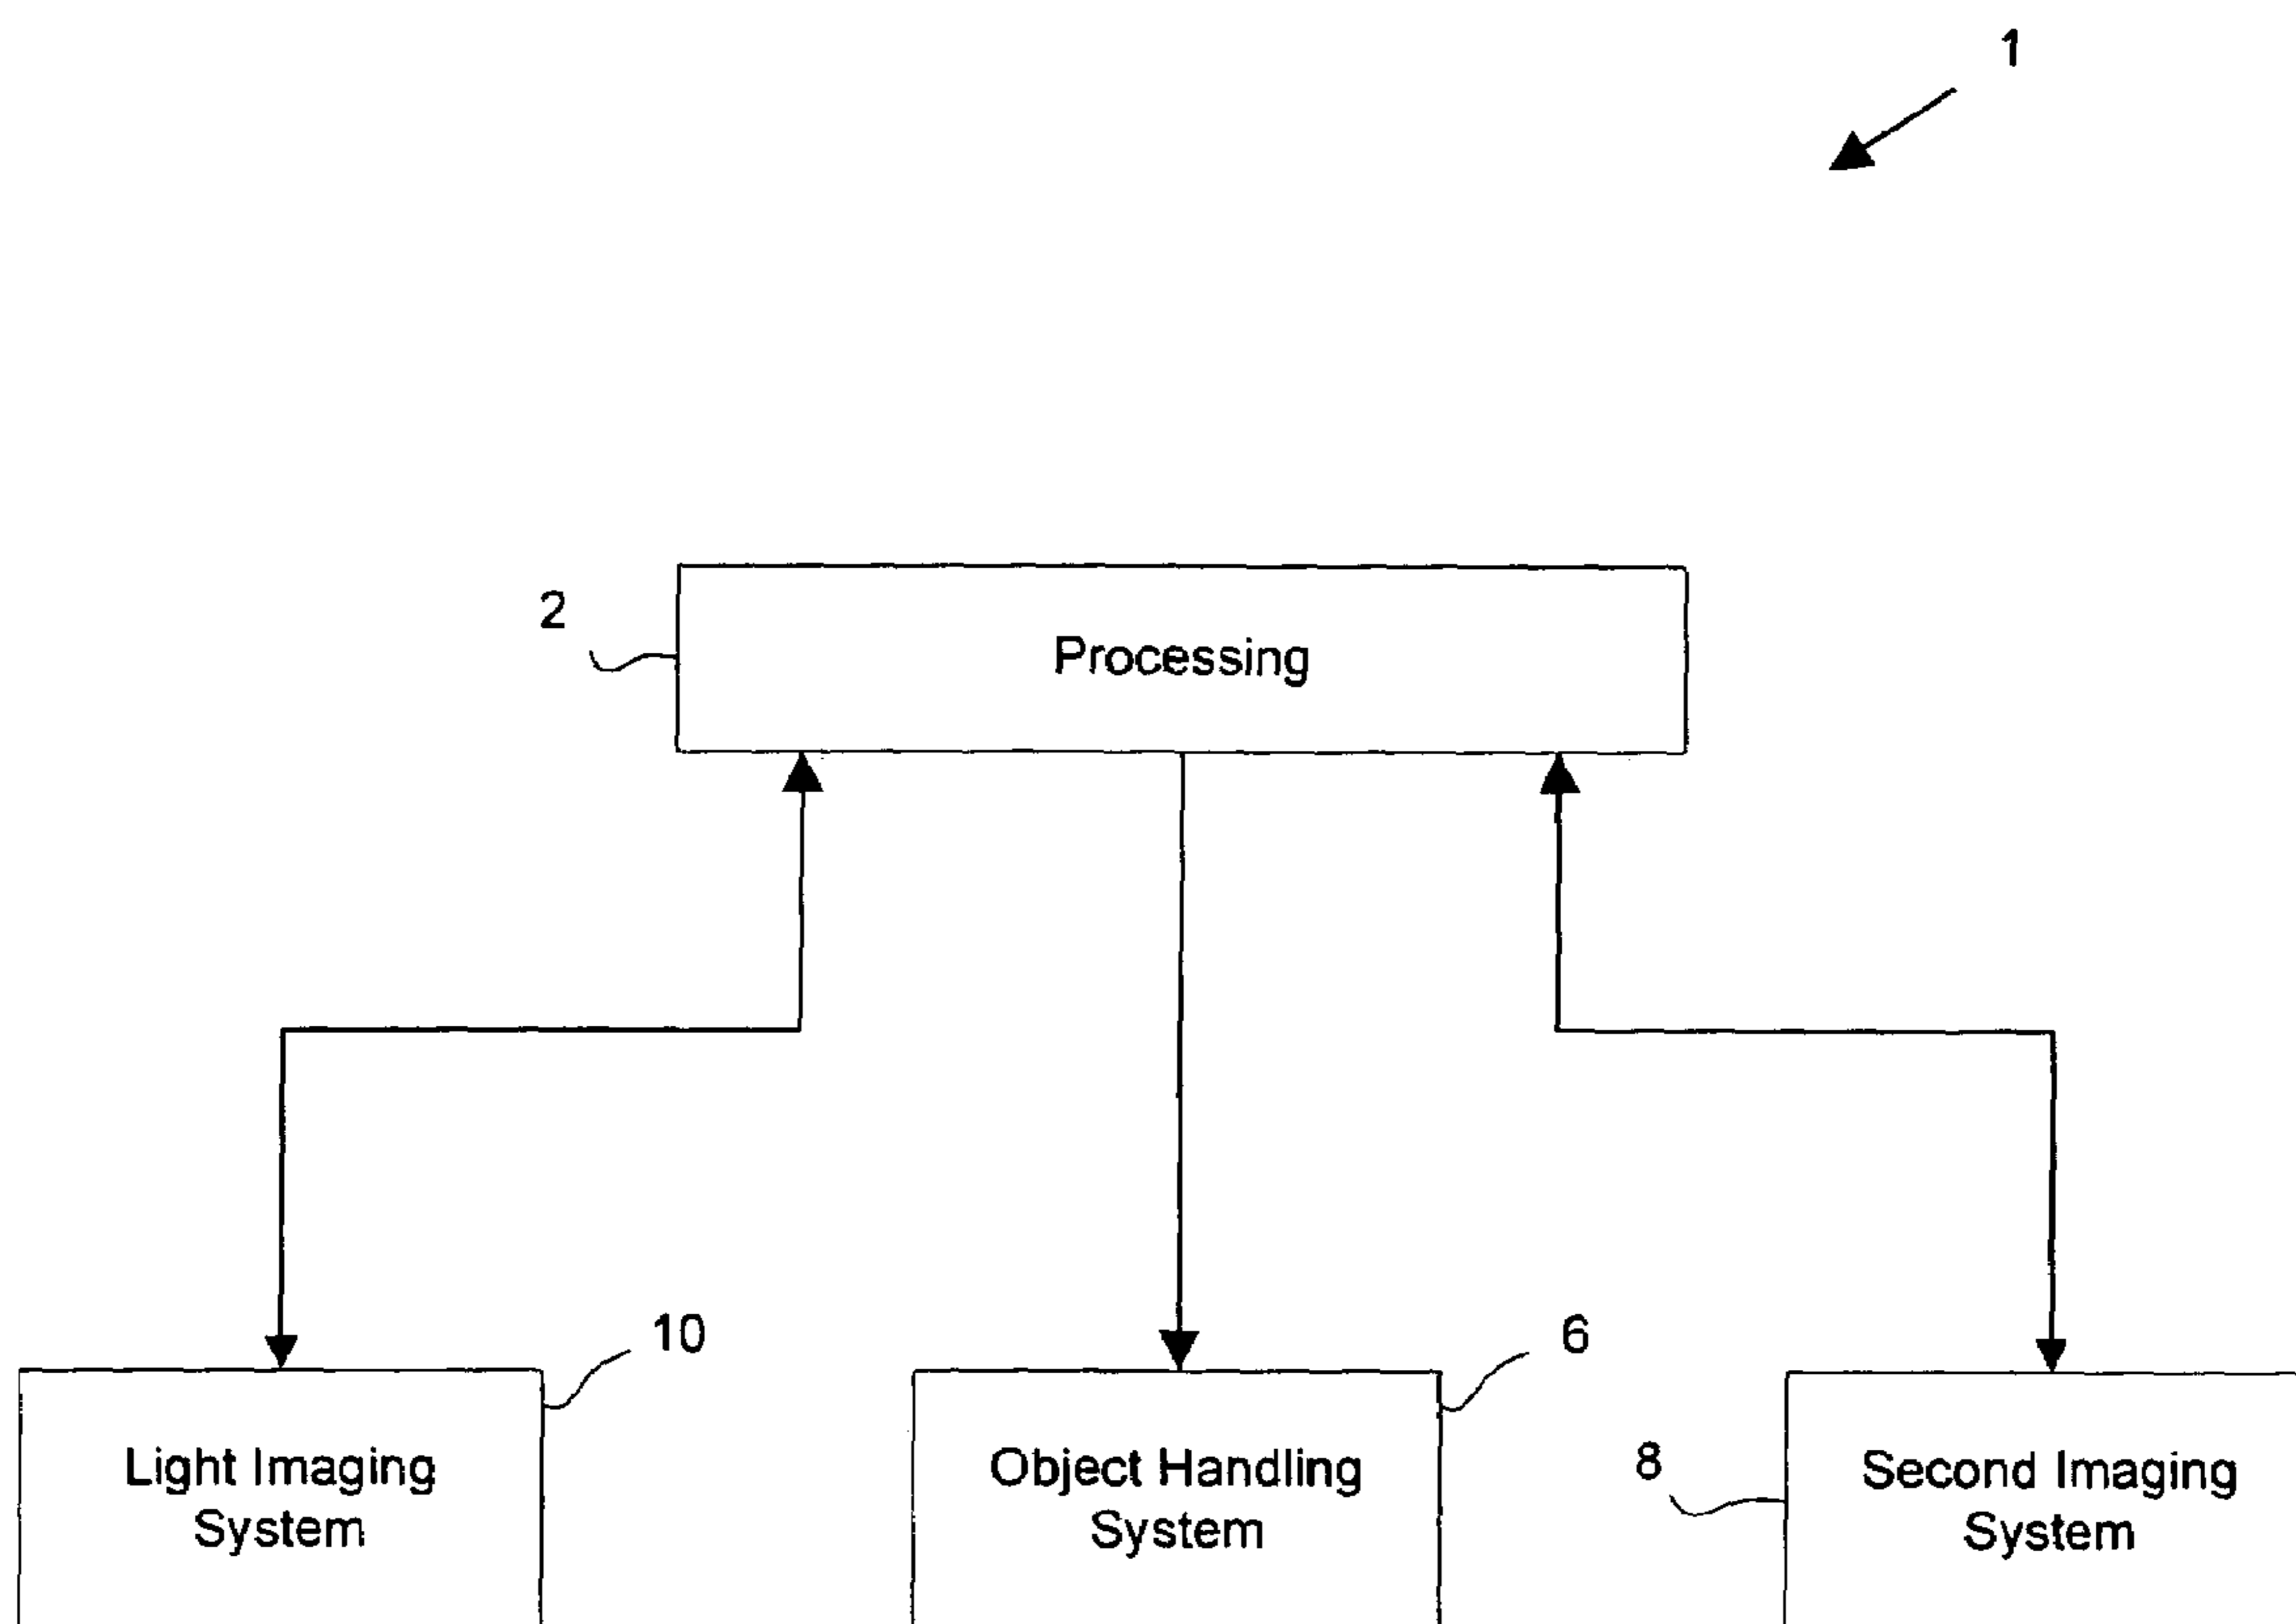 1
2
Processing
10
6
Light Imaging
System
Object Handling
System
8
Second Imaging
System